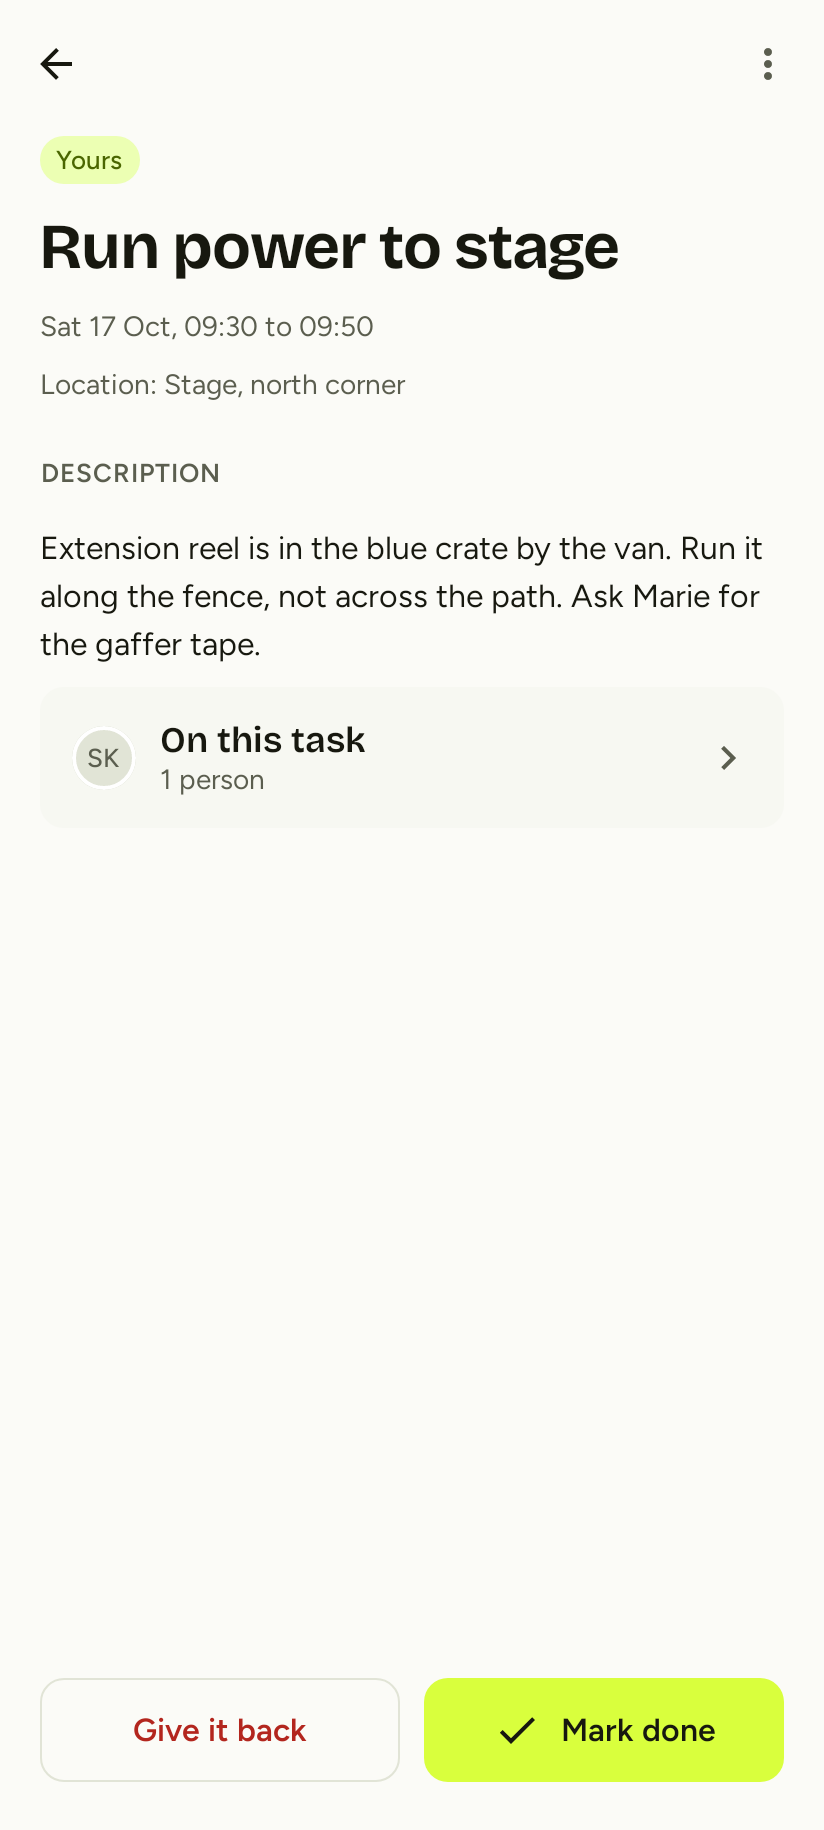 Yours
Run power to stage
Sat 17 Oct, 09:30 to 09:50
Location: Stage, north corner
DESCRIPTION
Extension reel is in the blue crate by the van. Run it
along the fence, not across the path. Ask Marie for
the gaffer tape.
SK
On this task
1 person
Give it back
Mark done